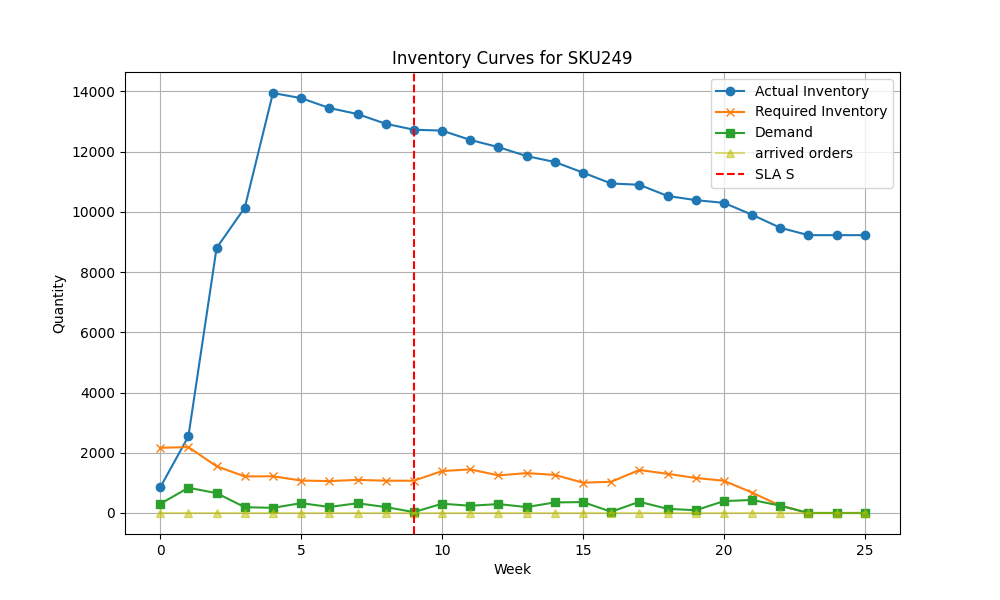 Inventory Curves for SKU249
Actual Inventory
Required Inventory
Demand
arrived orders
SLA S
14000
12000
10000
8000
6000
4000
2000
0
Quantity
0 5 10 15 20 25
Week